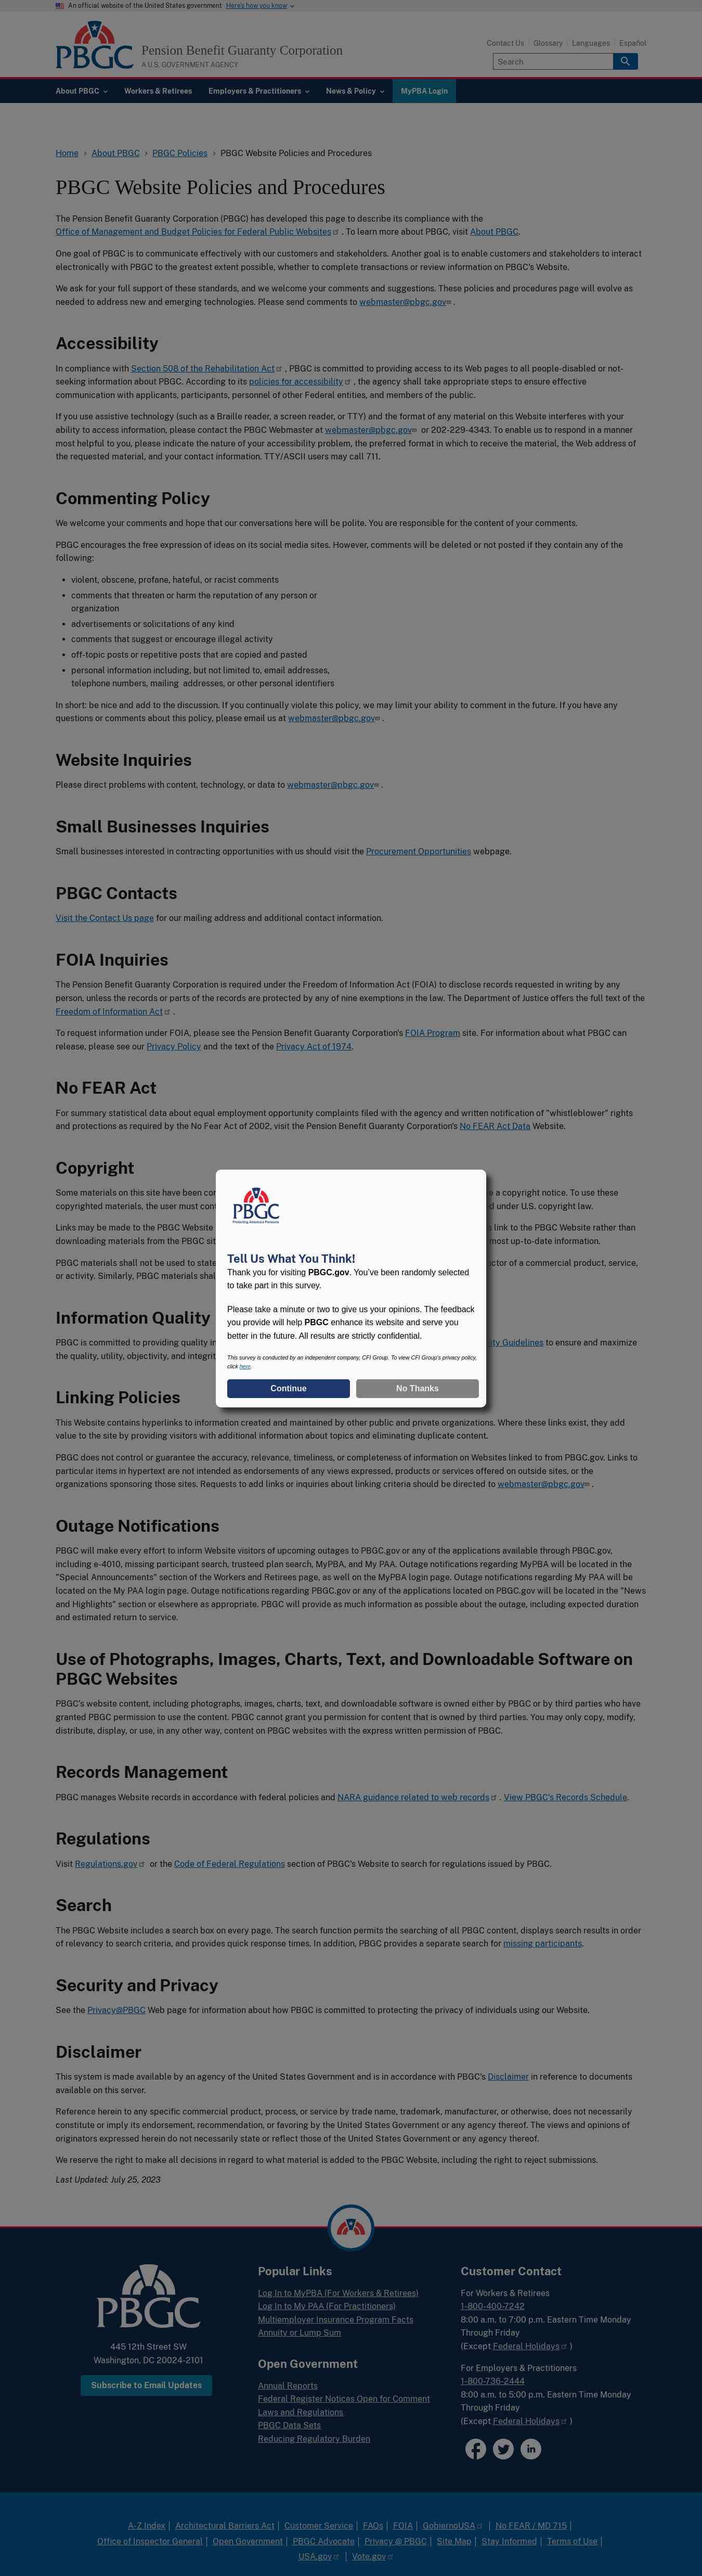 An official website of the United States government Here's how you know
PBGC Pension Benefit Guaranty Corporation
A U.S. GOVERNMENT AGENCY
Contact Us Glossary Languages Español
Search
About PBGC Workers & Retirees Employers & Practitioners News & Policy MyPBA Login
Home › About PBGC › PBGC Policies › PBGC Website Policies and Procedures
PBGC Website Policies and Procedures
The Pension Benefit Guaranty Corporation (PBGC) has developed this page to describe its compliance with the
Office of Management and Budget Policies for Federal Public Websites . To learn more about PBGC, visit About PBGC.
One goal of PBGC is to communicate effectively with our customers and stakeholders. Another goal is to enable customers and stakeholders to interact
electronically with PBGC to the greatest extent possible, whether to complete transactions or review information on PBGC's Website.
We ask for your full support of these standards, and we welcome your comments and suggestions. These policies and procedures page will evolve as
needed to address new and emerging technologies. Please send comments to webmaster@pbgc.gov .
Accessibility
In compliance with Section 508 of the Rehabilitation Act , PBGC is committed to providing access to its Web pages to all people-disabled or not-
seeking information about PBGC. According to its policies for accessibility , the agency shall take appropriate steps to ensure effective
communication with applicants, participants, personnel of other Federal entities, and members of the public.
If you use assistive technology (such as a Braille reader, a screen reader, or TTY) and the format of any material on this Website interferes with your
ability to access information, please contact the PBGC Webmaster at webmaster@pbgc.gov or 202-229-4343. To enable us to respond in a manner
most helpful to you, please indicate the nature of your accessibility problem, the preferred format in which to receive the material, the Web address of
the requested material, and your contact information. TTY/ASCII users may call 711.
Commenting Policy
We welcome your comments and hope that our conversations here will be polite. You are responsible for the content of your comments.
PBGC encourages the free expression of ideas on its social media sites. However, comments will be deleted or not posted if they contain any of the
following:
• violent, obscene, profane, hateful, or racist comments
• comments that threaten or harm the reputation of any person or
organization
• advertisements or solicitations of any kind
• comments that suggest or encourage illegal activity
• off-topic posts or repetitive posts that are copied and pasted
• personal information including, but not limited to, email addresses,
telephone numbers, mailing addresses, or other personal identifiers
In short: be nice and add to the discussion. If you continually violate this policy, we may limit your ability to comment in the future. If you have any
questions or comments about this policy, please email us at webmaster@pbgc.gov .
Website Inquiries
Please direct problems with content, technology, or data to webmaster@pbgc.gov .
Small Businesses Inquiries
Small businesses interested in contracting opportunities with us should visit the Procurement Opportunities webpage.
PBGC Contacts
Visit the Contact Us page for our mailing address and additional contact information.
FOIA Inquiries
The Pension Benefit Guaranty Corporation is required under the Freedom of Information Act (FOIA) to disclose records requested in writing by any
person, unless the records or parts of the records are protected by any of nine exemptions in the law. The Department of Justice offers the full text of the
Freedom of Information Act .
To request information under FOIA, please see the Pension Benefit Guaranty Corporation's FOIA Program site. For information about what PBGC can
release, please see our Privacy Policy and the text of the Privacy Act of 1974.
No FEAR Act
For summary statistical data about equal employment opportunity complaints filed with the agency and written notification of "whistleblower" rights
and protections as required by the No Fear Act of 2002, visit the Pension Benefit Guaranty Corporation's No FEAR Act Data Website.
Copyright
Some materials on this site have been con a copyright notice. To use these
copyrighted materials, the user must cont d under U.S. copyright law.
Links may be made to the PBGC Website link to the PBGC Website rather than
downloading most up-to-date information.
PBGC materials shall not be used to state ctor of a commercial product, service,
or activity. Similarly, PBGC materials shal
PBGC
Protecting America's Pensions
Tell Us What You Think!
Thank you for visiting PBGC.gov. You've been randomly selected
to take part in this survey.
Please take a minute or two to give us your opinions. The feedback
you provide will help PBGC enhance its website and serve you
better in the future. All results are strictly confidential.
This survey is conducted by an independent company, CFI Group. To view CFI Group's privacy policy,
click here.
Continue No Thanks
Information Quality
PBGC is committed to providing quality in ity Guidelines to ensure and maximize
the quality, utility, objectivity, and integrit
Linking Policies
This Website contains hyperlinks to information created and maintained by other public and private organizations. Where these links exist, they add
value to the site by providing visitors with additional information about topics and eliminating duplicate content.
PBGC does not control or guarantee the accuracy, relevance, timeliness, or completeness of information on Websites linked to from PBGC.gov. Links to
particular items in hypertext are not intended as endorsements of any views expressed, products or services offered on outside sites, or the
organizations sponsoring those sites. Requests to add links or inquiries about linking criteria should be directed to webmaster@pbgc.gov .
Outage Notifications
PBGC will make every effort to inform Website visitors of upcoming outages to PBGC.gov or any of the applications available through PBGC.gov,
including e-4010, missing participant search, trusteed plan search, MyPBA, and My PAA. Outage notifications regarding MyPBA will be located in the
"Special Announcements" section of the Workers and Retirees page, as well on the MyPBA login page. Outage notifications regarding My PAA will be
located on the My PAA login page. Outage notifications regarding PBGC.gov or any of the applications located on PBGC.gov will be located in the "News
and Highlights" section or elsewhere as appropriate. PBGC will provide as much information as possible about the outage, including expected duration
and estimated return to service.
Use of Photographs, Images, Charts, Text, and Downloadable Software on
PBGC Websites
PBGC's website content, including photographs, images, charts, text, and downloadable software is owned either by PBGC or by third parties who have
granted PBGC permission to use the content. PBGC cannot grant you permission for content that is owned by third parties. You may only copy, modify,
distribute, display, or use, in any other way, content on PBGC websites with the express written permission of PBGC.
Records Management
PBGC manages Website records in accordance with federal policies and NARA guidance related to web records . View PBGC's Records Schedule.
Regulations
Visit Regulations.gov or the Code of Federal Regulations section of PBGC's Website to search for regulations issued by PBGC.
Search
The PBGC Website includes a search box on every page. The search function permits the searching of all PBGC content, displays search results in order
of relevancy to search criteria, and provides quick response times. In addition, PBGC provides a separate search for missing participants.
Security and Privacy
See the Privacy@PBGC Web page for information about how PBGC is committed to protecting the privacy of individuals using our Website.
Disclaimer
This system is made available by an agency of the United States Government and is in accordance with PBGC's Disclaimer in reference to documents
available on this server.
Reference herein to any specific commercial product, process, or service by trade name, trademark, manufacturer, or otherwise, does not necessarily
constitute or imply its endorsement, recommendation, or favoring by the United States Government or any agency thereof. The views and opinions of
originators expressed herein do not necessarily state or reflect those of the United States Government or any agency thereof.
We reserve the right to make all decisions in regard to what material is added to the PBGC Website, including the right to reject submissions.
Last Updated: July 25, 2023
PBGC
445 12th Street SW
Washington, DC 20024-2101
Subscribe to Email Updates
Popular Links
Log In to MyPBA (For Workers & Retirees)
Log In to My PAA (For Practitioners)
Multiemployer Insurance Program Facts
Annuity or Lump Sum
Open Government
Annual Reports
Federal Register Notices Open for Comment
Laws and Regulations
PBGC Data Sets
Reducing Regulatory Burden
Customer Contact
For Workers & Retirees
1-800-400-7242
8:00 a.m. to 7:00 p.m. Eastern Time Monday
Through Friday
(Except Federal Holidays )
For Employers & Practitioners
1-800-736-2444
8:00 a.m. to 5:00 p.m. Eastern Time Monday
Through Friday
(Except Federal Holidays )
A-Z Index | Architectural Barriers Act | Customer Service | FAQs | FOIA | GobiernoUSA | No FEAR / MD 715 |
Office of Inspector General | Open Government | PBGC Advocate | Privacy @ PBGC | Site Map | Stay Informed | Terms of Use |
USA.gov | Vote.gov